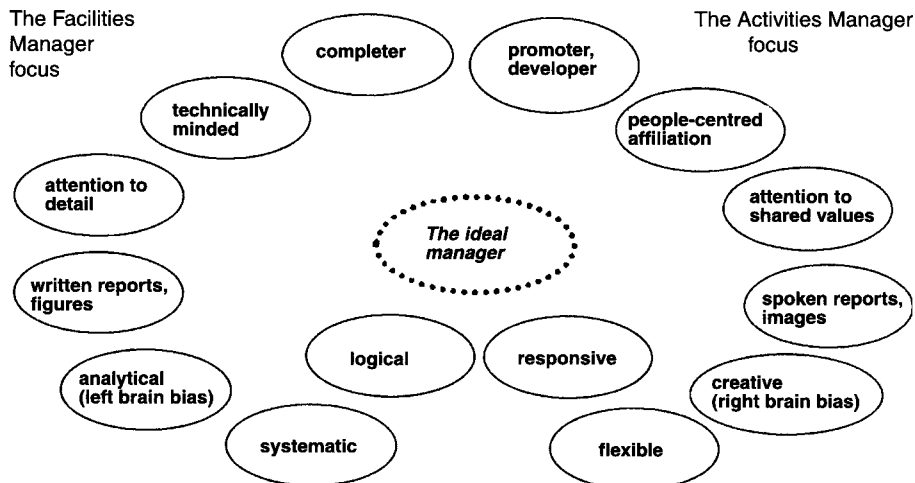 The Facilities
Manager
focus
The Activities Manager
focus
completer
promoter,
developer
technically
minded
people-centred
affiliation
attention to
detail
attention to
shared values
The ideal
manager
written reports,
figures
spoken reports,
images
logical
responsive
analytical
(left brain bias)
creative
(right brain bias)
systematic
flexible